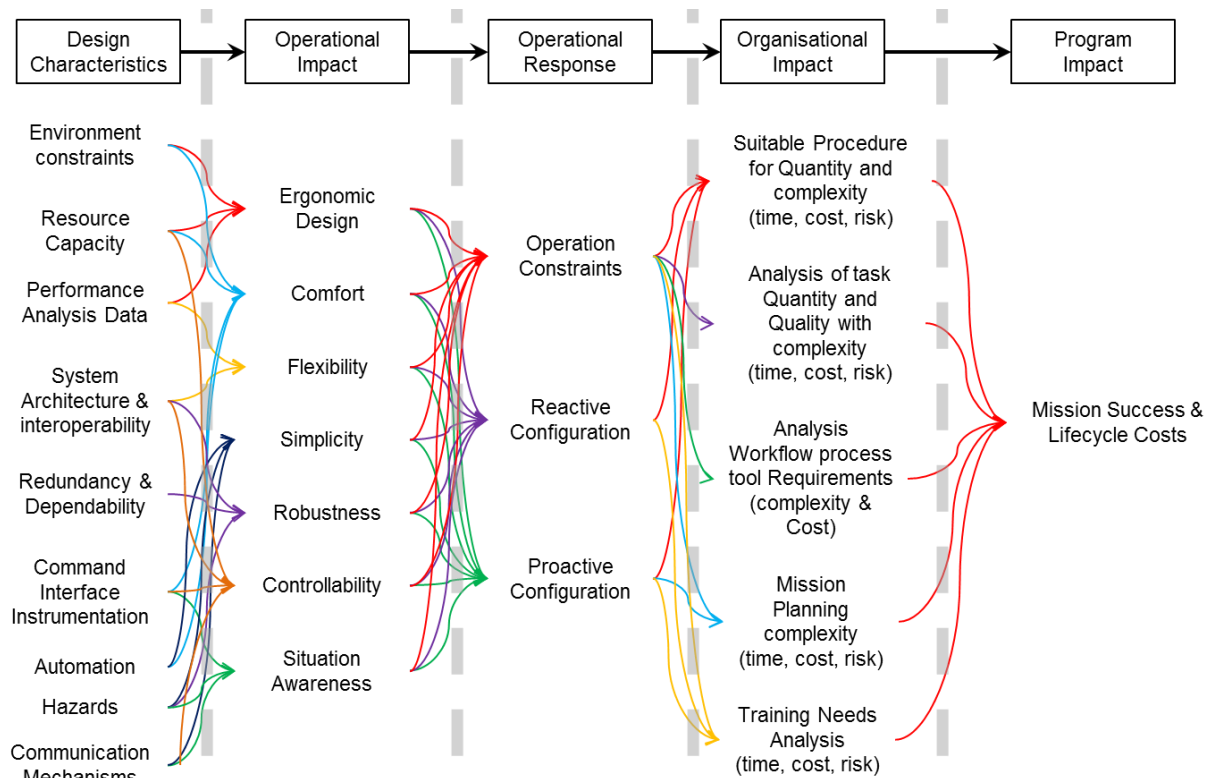 Design
Characteristics
Operational
Impact
Operational
Response
Organisational
Impact
Program
Impact
Environment
constraints
Resource
Capacity
Performance
Analysis Data
System
Architecture &
interoperability
Redundancy &
Dependability
Command
Interface
Instrumentation
Automation
Hazards
Communication
Mechanisms
Ergonomic
Design
Comfort
Flexibility
Simplicity
Robustness
Controllability
Situation
Awareness
Operation
Constraints
Reactive
Configuration
Proactive
Configuration
Suitable Procedure
for Quantity and
complexity
(time, cost, risk)
Analysis of task
Quantity and
Quality with
complexity
(time, cost, risk)
Analysis
Workflow process
tool Requirements
(complexity &
Cost)
Mission
Planning
complexity
(time, cost, risk)
Training Needs
Analysis
(time, cost, risk)
Mission Success &
Lifecycle Costs